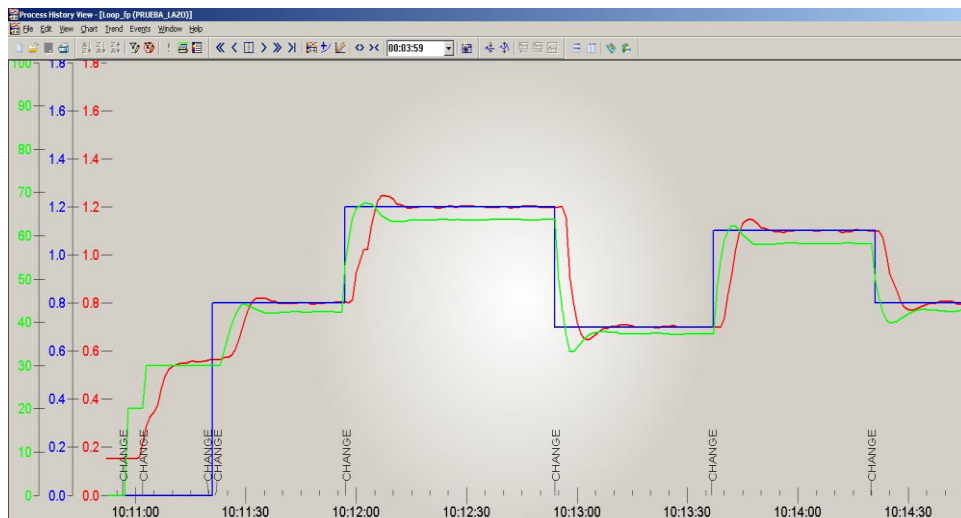 Process History View - [Loop_fp (PRUEBA_LAZO)]
File Edit View Chart Trend Events Window Help
00:03:59
100 1.8 1.8
90 1.6 1.6
80 1.4 1.4
70 1.2 1.2
60 1.0 1.0
50 0.8 0.8
40 0.6 0.6
30 0.4 0.4
20 0.2 0.2
10 0.0 0.0
0
CHANGE CHANGE CHANGE CHANGE CHANGE CHANGE CHANGE CHANGE
10:11:00 10:11:30 10:12:00 10:12:30 10:13:00 10:13:30 10:14:00 10:14:30